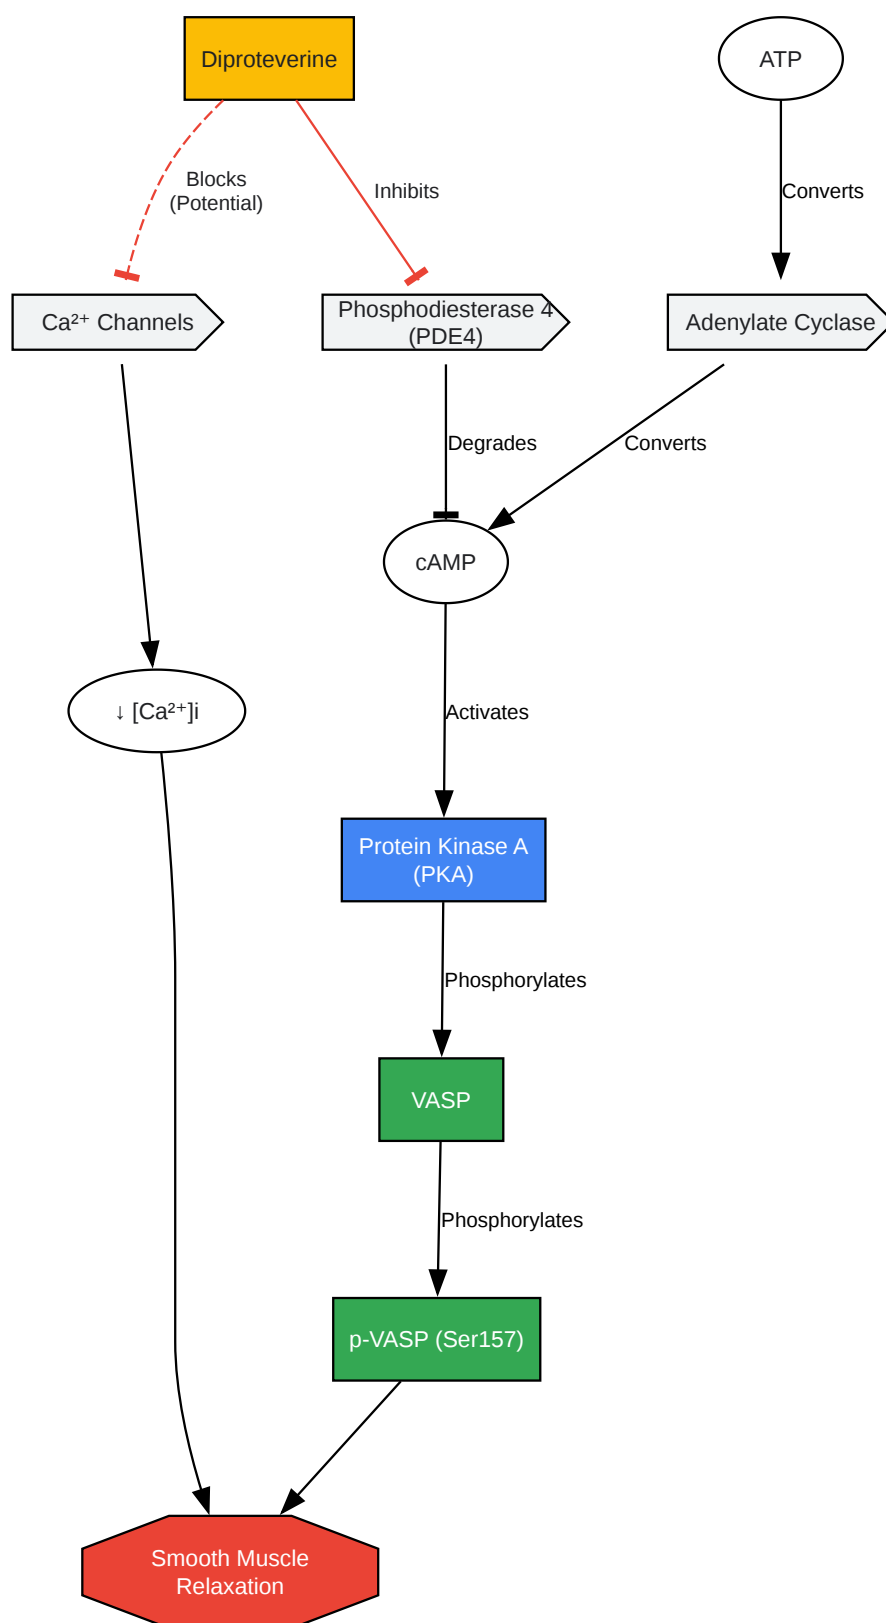 Diproteverine
ATP
Blocks
(Potential)
Inhibits
Converts
Ca²⁺ Channels
Phosphodiesterase 4
(PDE4)
Adenylate Cyclase
Degrades
Converts
cAMP
↓ [Ca²⁺]i
Activates
Protein Kinase A
(PKA)
Phosphorylates
VASP
Phosphorylates
p-VASP (Ser157)
Smooth Muscle
Relaxation